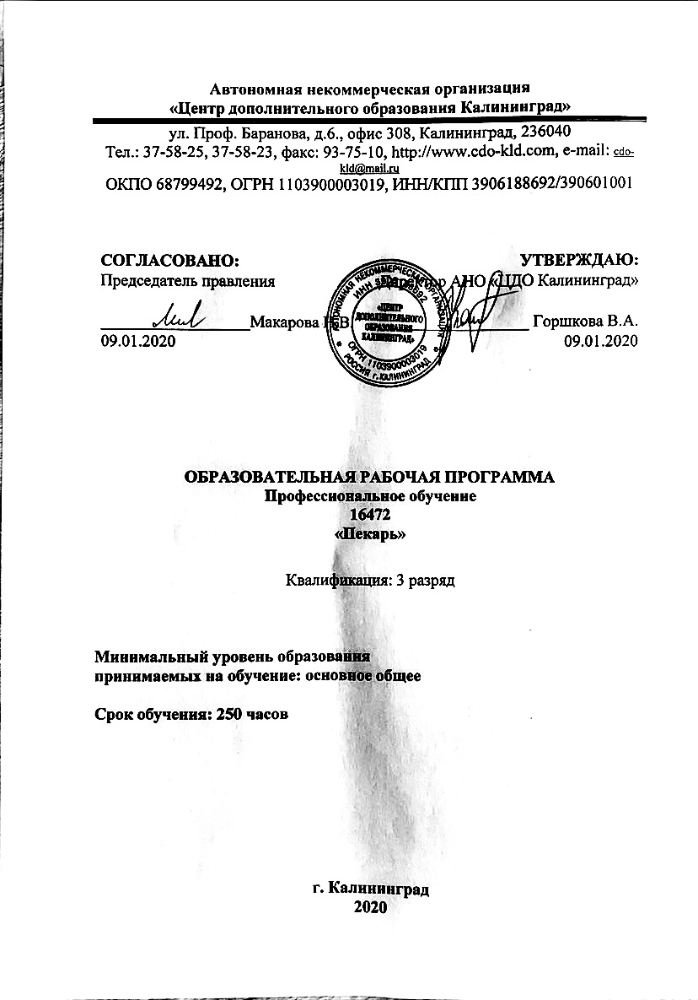 Автономная некоммерческая организация
«Центр дополнительного образования Калининград»
ул. Проф. Баранова, д.6., офис 308, Калининград, 236040
Тел.: 37-58-25, 37-58-23, факс: 93-75-10, http://www.cdo-kld.com, e-mail: cdo-
kld@mail.ru
ОКПО 68799492, ОГРН 1103900003019, ИНН/КПП 3906188692/390601001
СОГЛАСОВАНО: УТВЕРЖДАЮ:
Председатель правления Директор АНО «ЦДО Калининград»
Макарова Горшкова В.А.
09.01.2020 09.01.2020
АВТОНОМНАЯ НЕКОММЕРЧЕСКАЯ ОРГАНИЗАЦИЯ
«ЦЕНТР
ДОПОЛНИТЕЛЬНОГО
ОБРАЗОВАНИЯ
КАЛИНИНГРАД»
ОГРН 1103900003019
РОССИЯ г.КАЛИНИНГРАД
ОБРАЗОВАТЕЛЬНАЯ РАБОЧАЯ ПРОГРАММА
Профессиональное обучение
16472
«Пекарь»
Квалификация: 3 разряд
Минимальный уровень образования
принимаемых на обучение: основное общее
Срок обучения: 250 часов
г. Калининград
2020